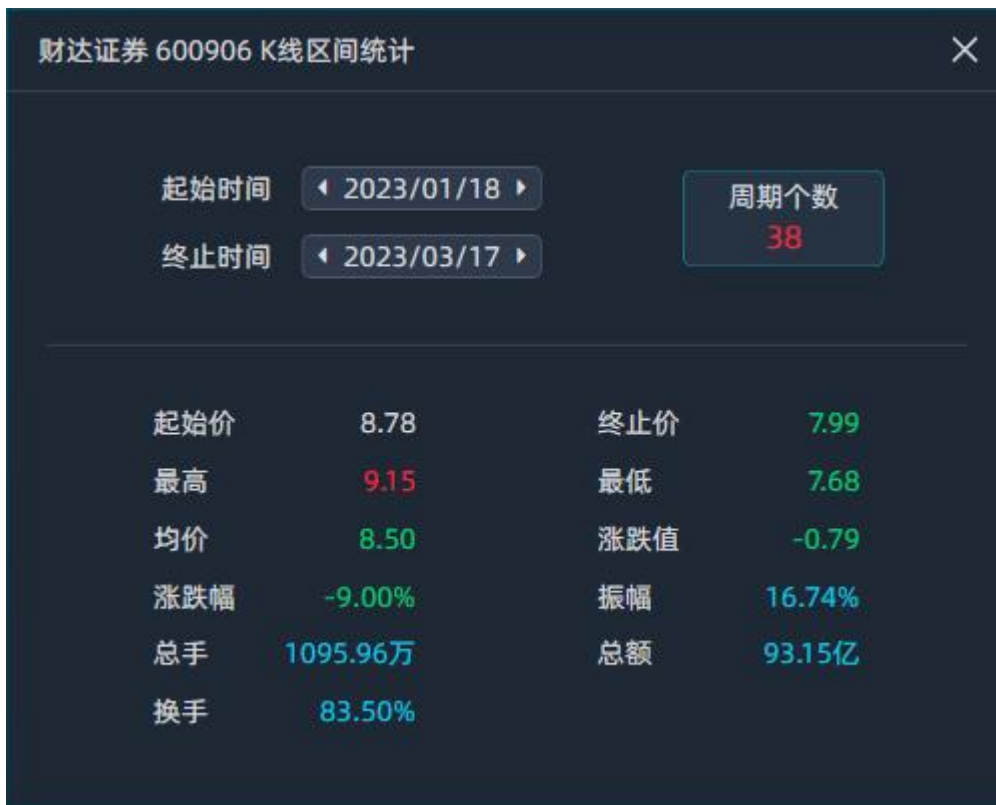 财达证券 600906 K线区间统计
起始时间 2023/01/18
周期个数
38
终止时间 2023/03/17
起始价 8.78 终止价 7.99
最高 9.15 最低 7.68
均价 8.50 涨跌值 -0.79
涨跌幅 -9.00% 振幅 16.74%
总手 1095.96万 总额 93.15亿
换手 83.50%